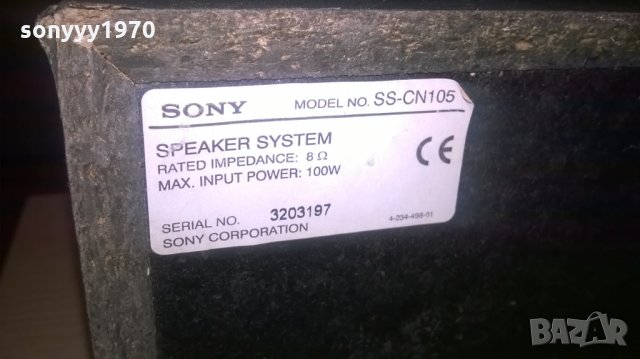 sonyyy1970
SONY MODEL NO. SS-CN105
SPEAKER SYSTEM
RATED IMPEDANCE: 8 Ω
MAX. INPUT POWER: 100W
CE
SERIAL NO. 3203197
4-234-498-01
SONY CORPORATION
BAZAR